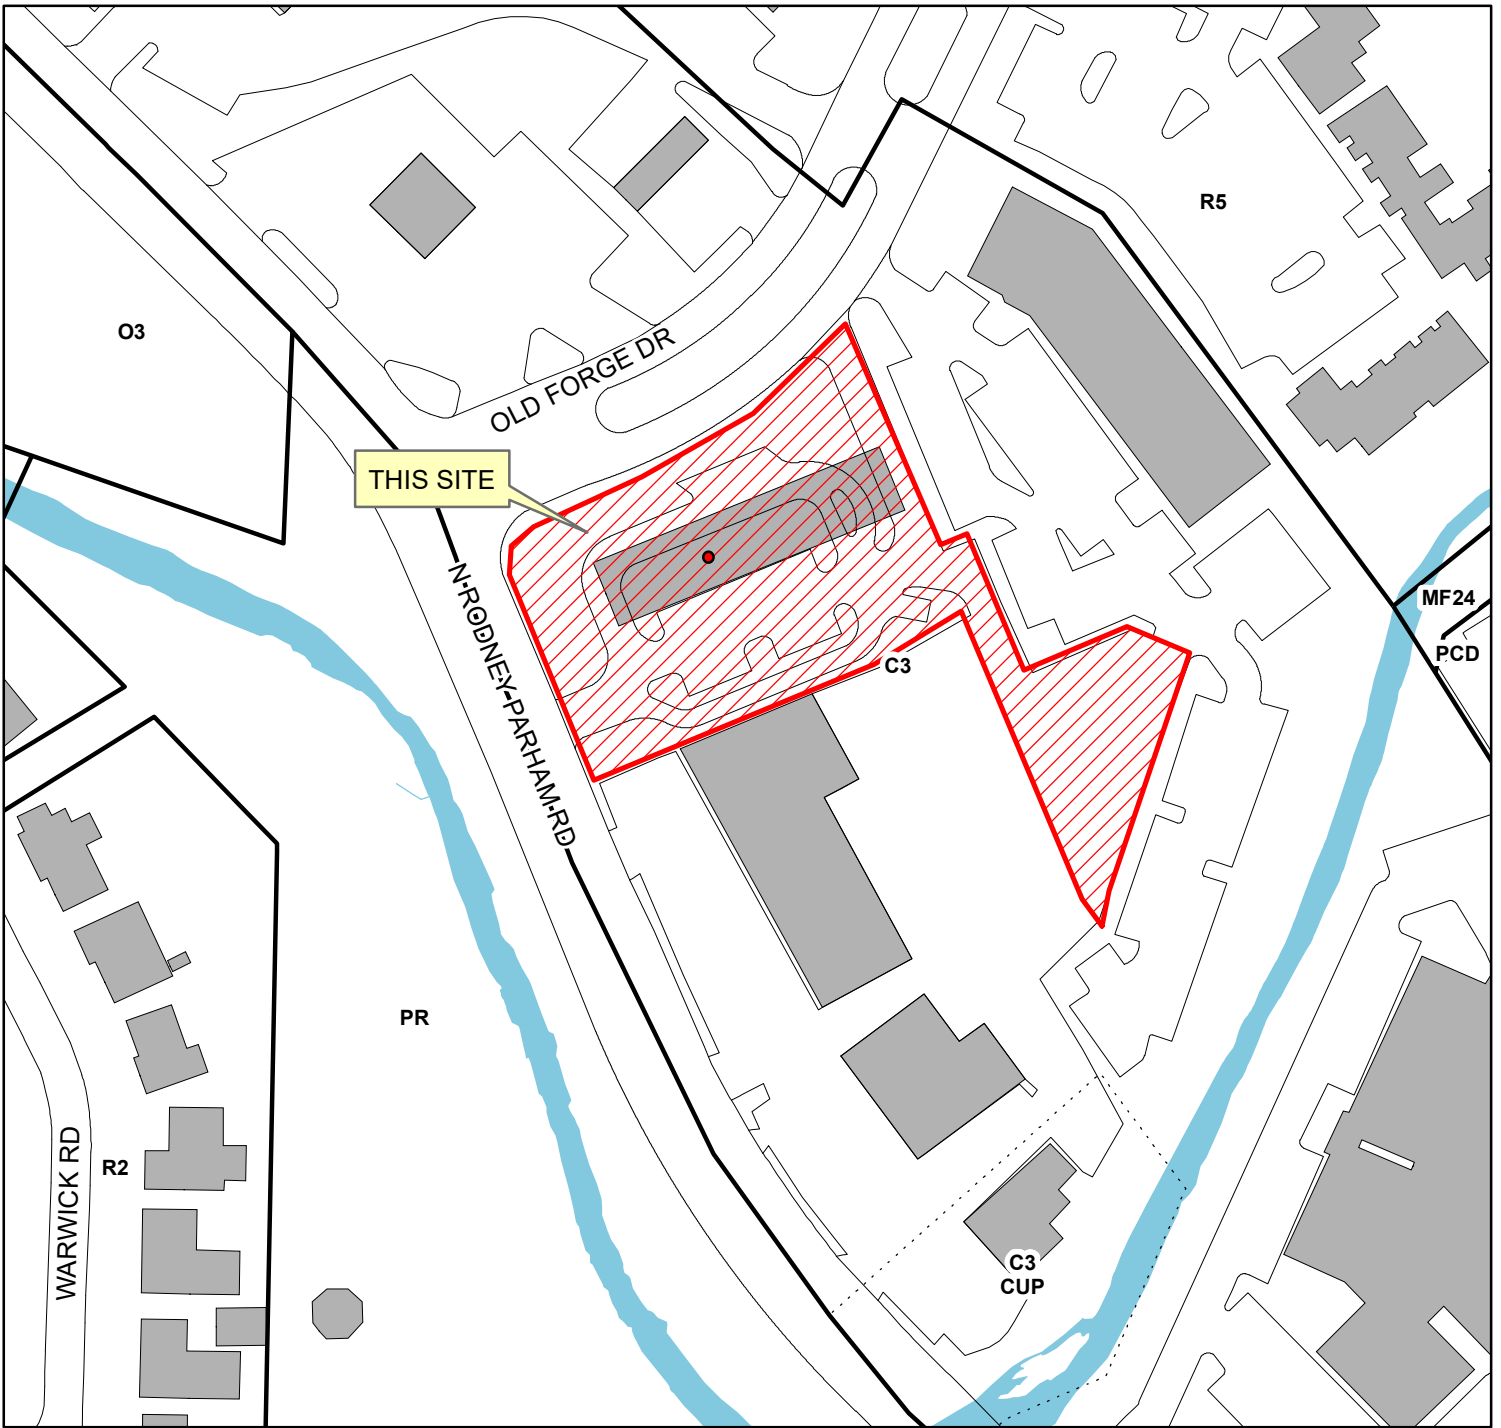 R5
O3
OLD FORGE DR
THIS SITE
N RODNEY PARHAM RD
MF24
PCD
C3
PR
WARWICK RD
R2
C3
CUP